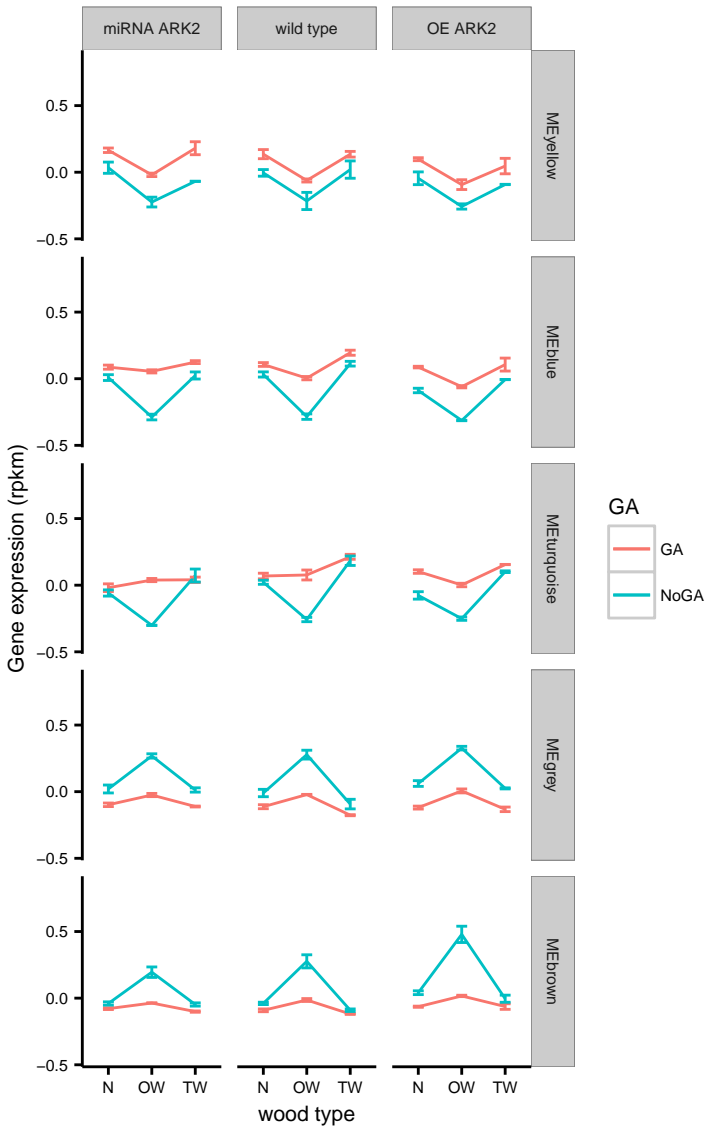 miRNA ARK2
wild type
OE ARK2
0.5
0.0
−0.5
MEyellow
0.5
0.0
−0.5
MEblue
0.5
0.0
−0.5
MEturquoise
0.5
0.0
−0.5
MEgrey
0.5
0.0
−0.5
MEbrown
Gene expression (rpkm)
N OW TW
N OW TW
N OW TW
wood type
GA
GA
NoGA